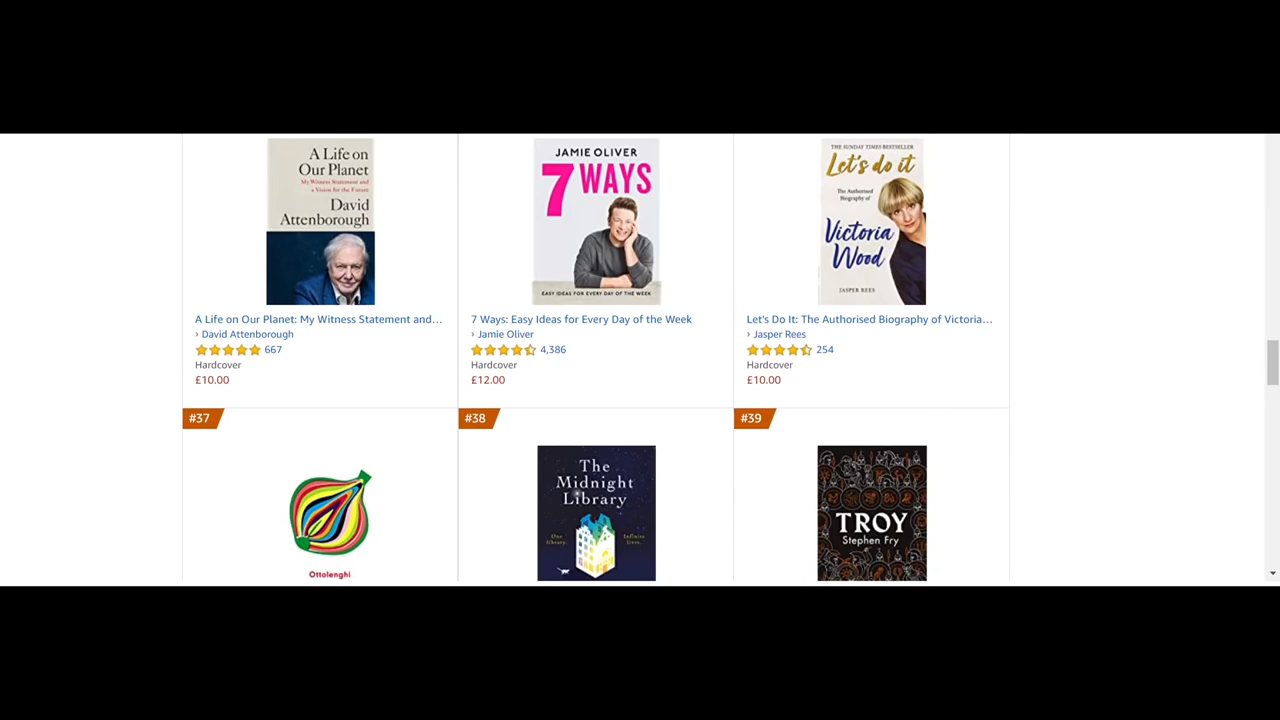 A Life on
Our Planet
My Witness Statement and
a Vision for the Future
David
Attenborough
A Life on Our Planet: My Witness Statement and…
› David Attenborough
667
Hardcover
£10.00
JAMIE OLIVER
7 WAYS
EASY IDEAS FOR EVERY DAY OF THE WEEK
7 Ways: Easy Ideas for Every Day of the Week
› Jamie Oliver
4,386
Hardcover
£12.00
THE SUNDAY TIMES BESTSELLER
Let's do it
The Authorised
Biography of
Victoria
Wood
JASPER REES
Let's Do It: The Authorised Biography of Victoria…
› Jasper Rees
254
Hardcover
£10.00
#37
Ottolenghi
#38
The
Midnight
Library
One library.
Infinite lives.
#39
TROY
Stephen Fry